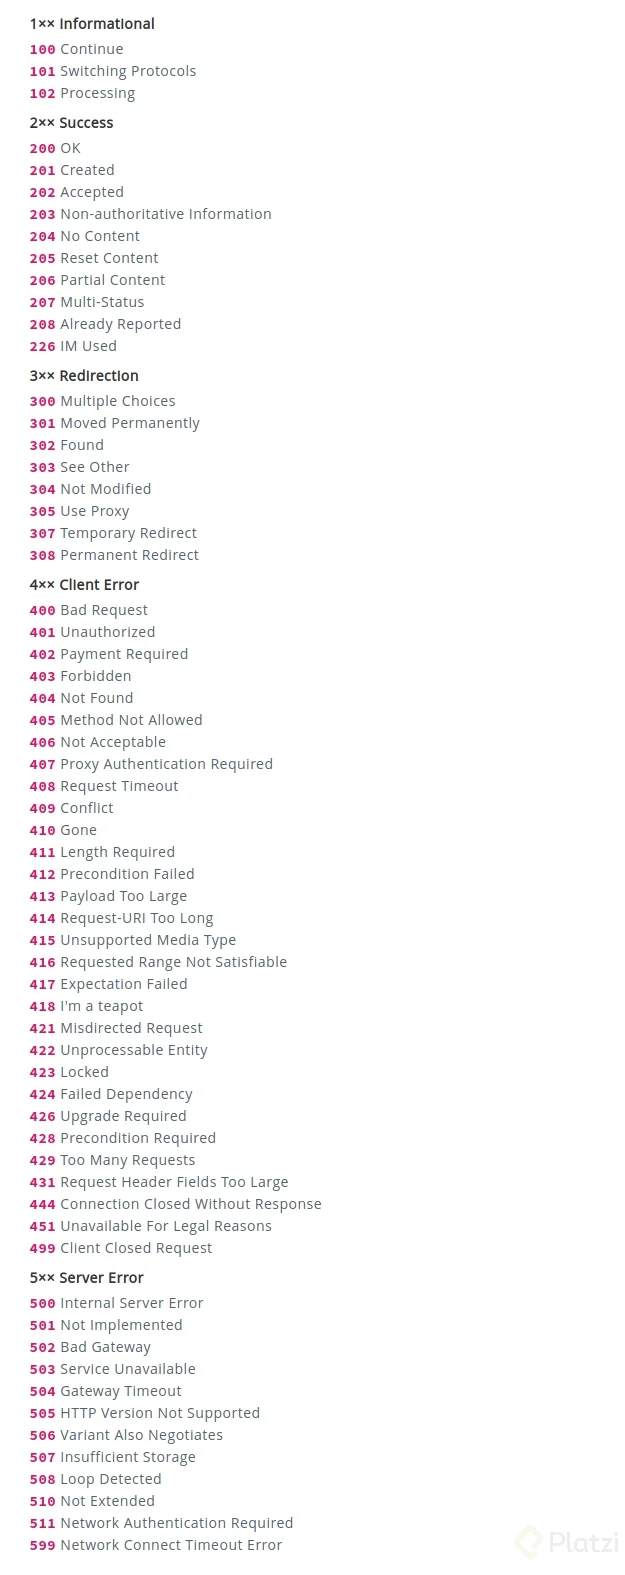 1×× Informational
100 Continue
101 Switching Protocols
102 Processing
2×× Success
200 OK
201 Created
202 Accepted
203 Non-authoritative Information
204 No Content
205 Reset Content
206 Partial Content
207 Multi-Status
208 Already Reported
226 IM Used
3×× Redirection
300 Multiple Choices
301 Moved Permanently
302 Found
303 See Other
304 Not Modified
305 Use Proxy
307 Temporary Redirect
308 Permanent Redirect
4×× Client Error
400 Bad Request
401 Unauthorized
402 Payment Required
403 Forbidden
404 Not Found
405 Method Not Allowed
406 Not Acceptable
407 Proxy Authentication Required
408 Request Timeout
409 Conflict
410 Gone
411 Length Required
412 Precondition Failed
413 Payload Too Large
414 Request-URI Too Long
415 Unsupported Media Type
416 Requested Range Not Satisfiable
417 Expectation Failed
418 I'm a teapot
421 Misdirected Request
422 Unprocessable Entity
423 Locked
424 Failed Dependency
426 Upgrade Required
428 Precondition Required
429 Too Many Requests
431 Request Header Fields Too Large
444 Connection Closed Without Response
451 Unavailable For Legal Reasons
499 Client Closed Request
5×× Server Error
500 Internal Server Error
501 Not Implemented
502 Bad Gateway
503 Service Unavailable
504 Gateway Timeout
505 HTTP Version Not Supported
506 Variant Also Negotiates
507 Insufficient Storage
508 Loop Detected
510 Not Extended
511 Network Authentication Required
599 Network Connect Timeout Error
Platzi